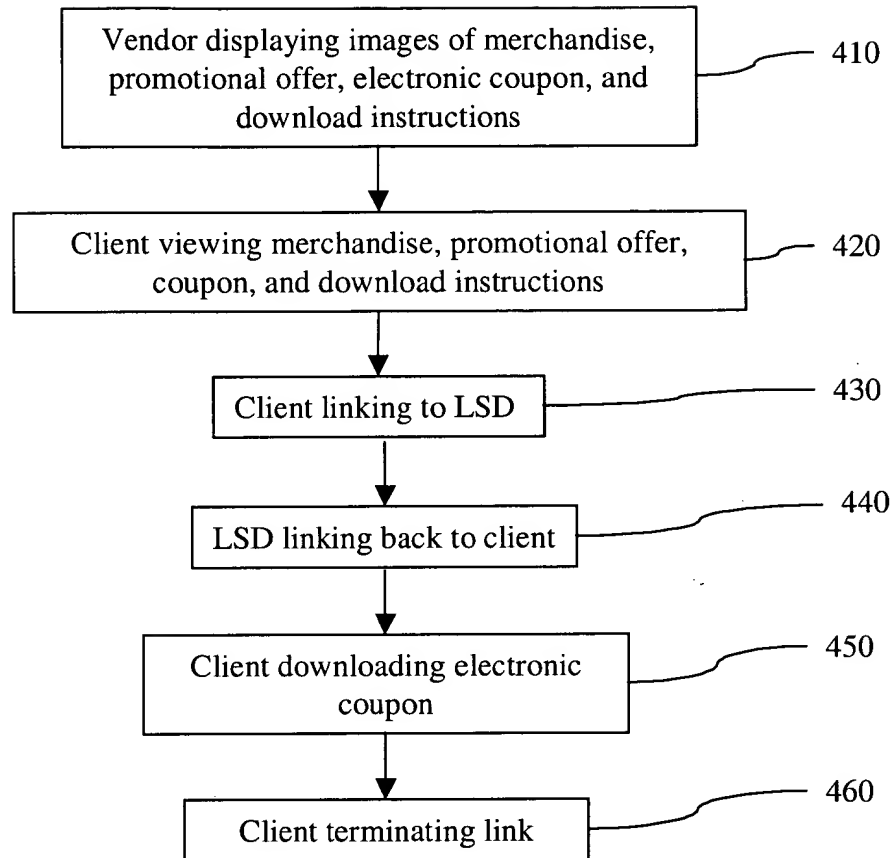 Vendor displaying images of merchandise,
promotional offer, electronic coupon, and
download instructions
410
Client viewing merchandise, promotional offer,
coupon, and download instructions
420
Client linking to LSD
430
LSD linking back to client
440
Client downloading electronic
coupon
450
Client terminating link
460